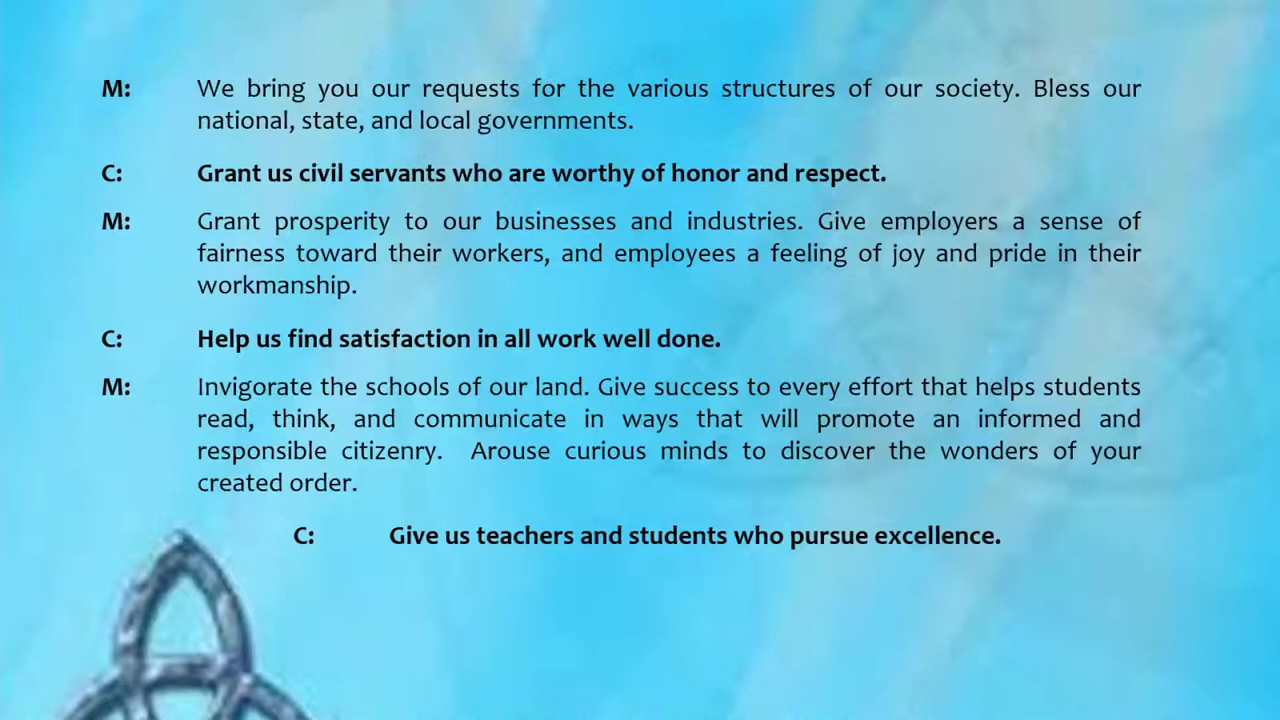 M: We bring you our requests for the various structures of our society. Bless our
national, state, and local governments.
C: Grant us civil servants who are worthy of honor and respect.
M: Grant prosperity to our businesses and industries. Give employers a sense of
fairness toward their workers, and employees a feeling of joy and pride in their
workmanship.
C: Help us find satisfaction in all work well done.
M: Invigorate the schools of our land. Give success to every effort that helps students
read, think, and communicate in ways that will promote an informed and
responsible citizenry. Arouse curious minds to discover the wonders of your
created order.
C: Give us teachers and students who pursue excellence.